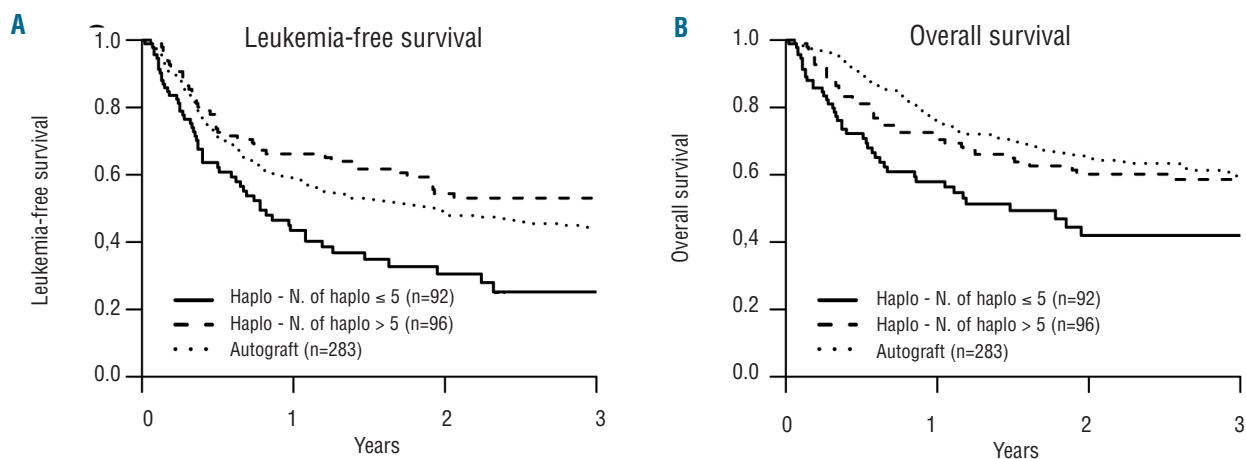 A
Leukemia-free survival
Leukemia-free survival
1.0
0.8
0.6
0,4
0.2
0.0
Haplo - N. of haplo ≤ 5 (n=92)
Haplo - N. of haplo > 5 (n=96)
Autograft (n=283)
0 1 2 3
Years
B
Overall survival
Overall survival
1.0
0.8
0.6
0.4
0.2
0.0
Haplo - N. of haplo ≤ 5 (n=92)
Haplo - N. of haplo > 5 (n=96)
Autograft (n=283)
0 1 2 3
Years